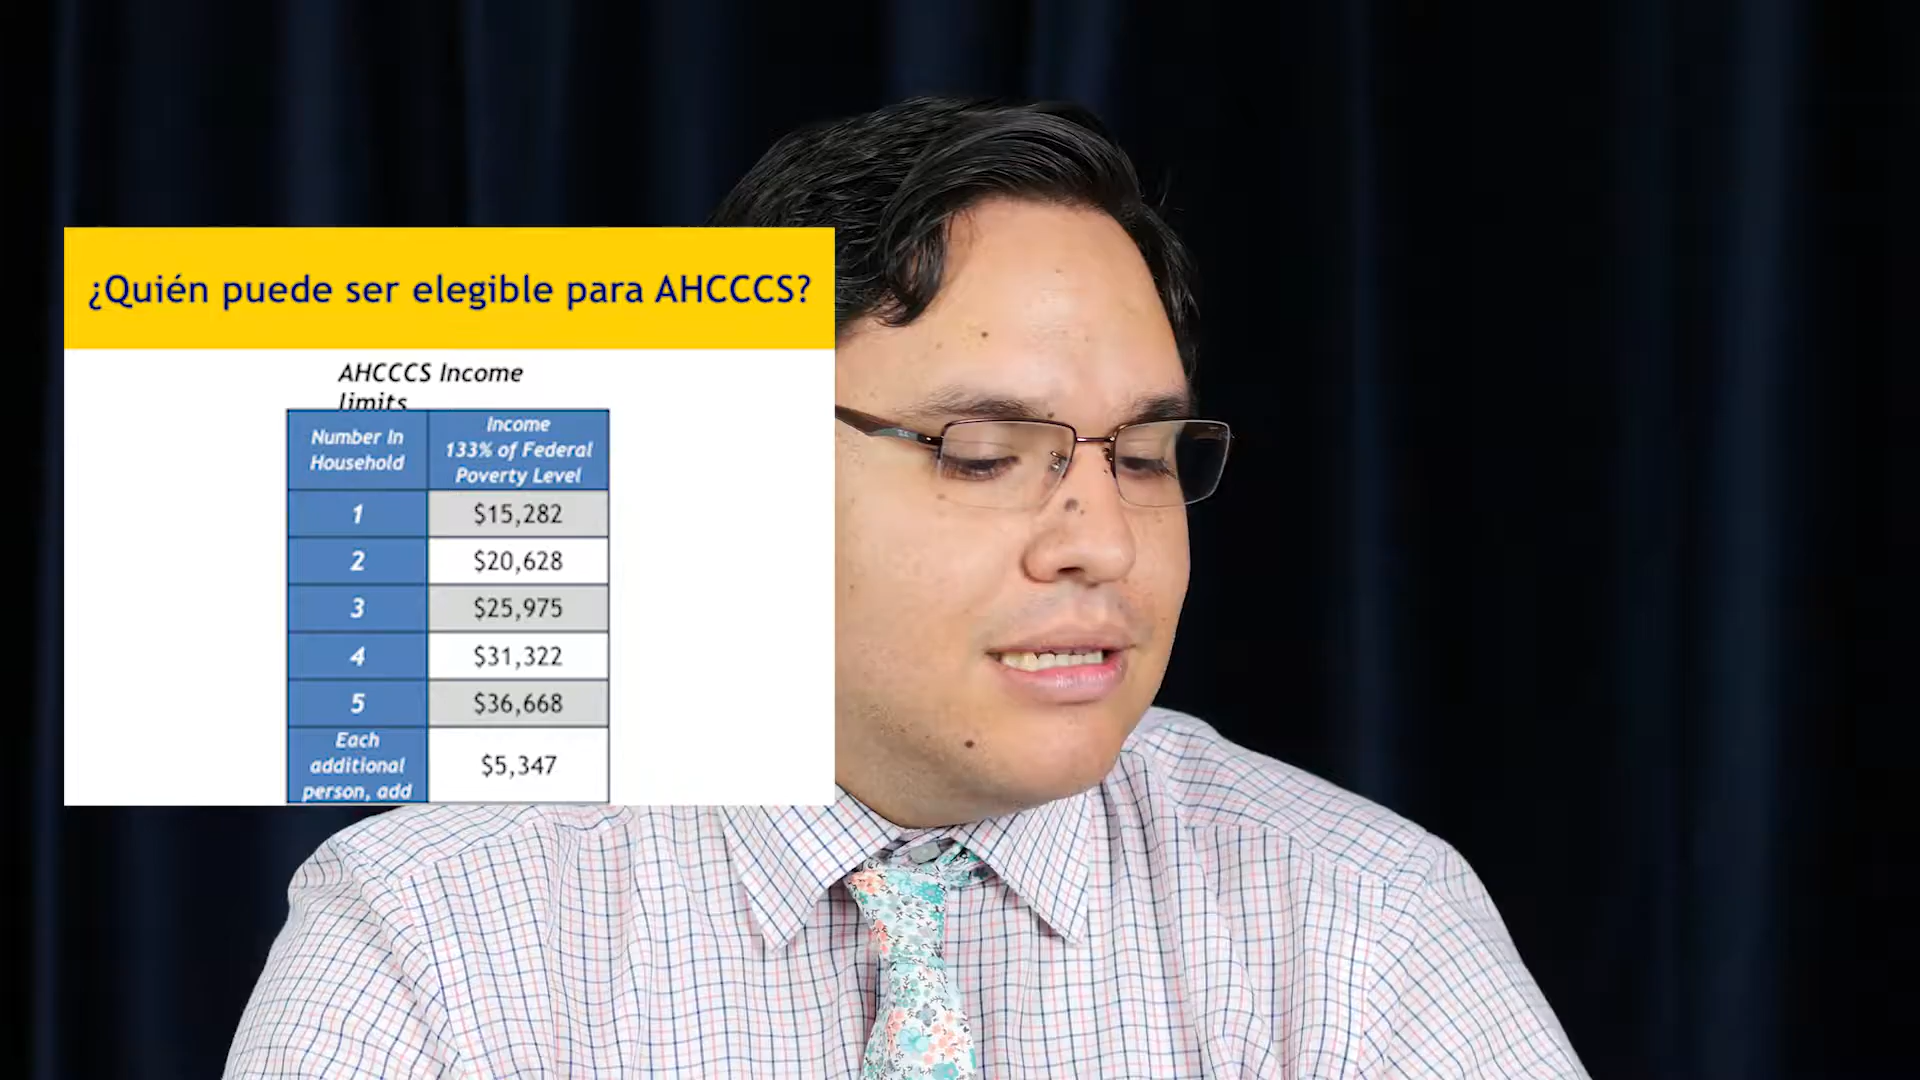 ¿Quién puede ser elegible para AHCCCS?
AHCCCS Income
limits
Number In
Household
Income
133% of Federal
Poverty Level
1
$15,282
2
$20,628
3
$25,975
4
$31,322
5
$36,668
Each
additional
person, add
$5,347